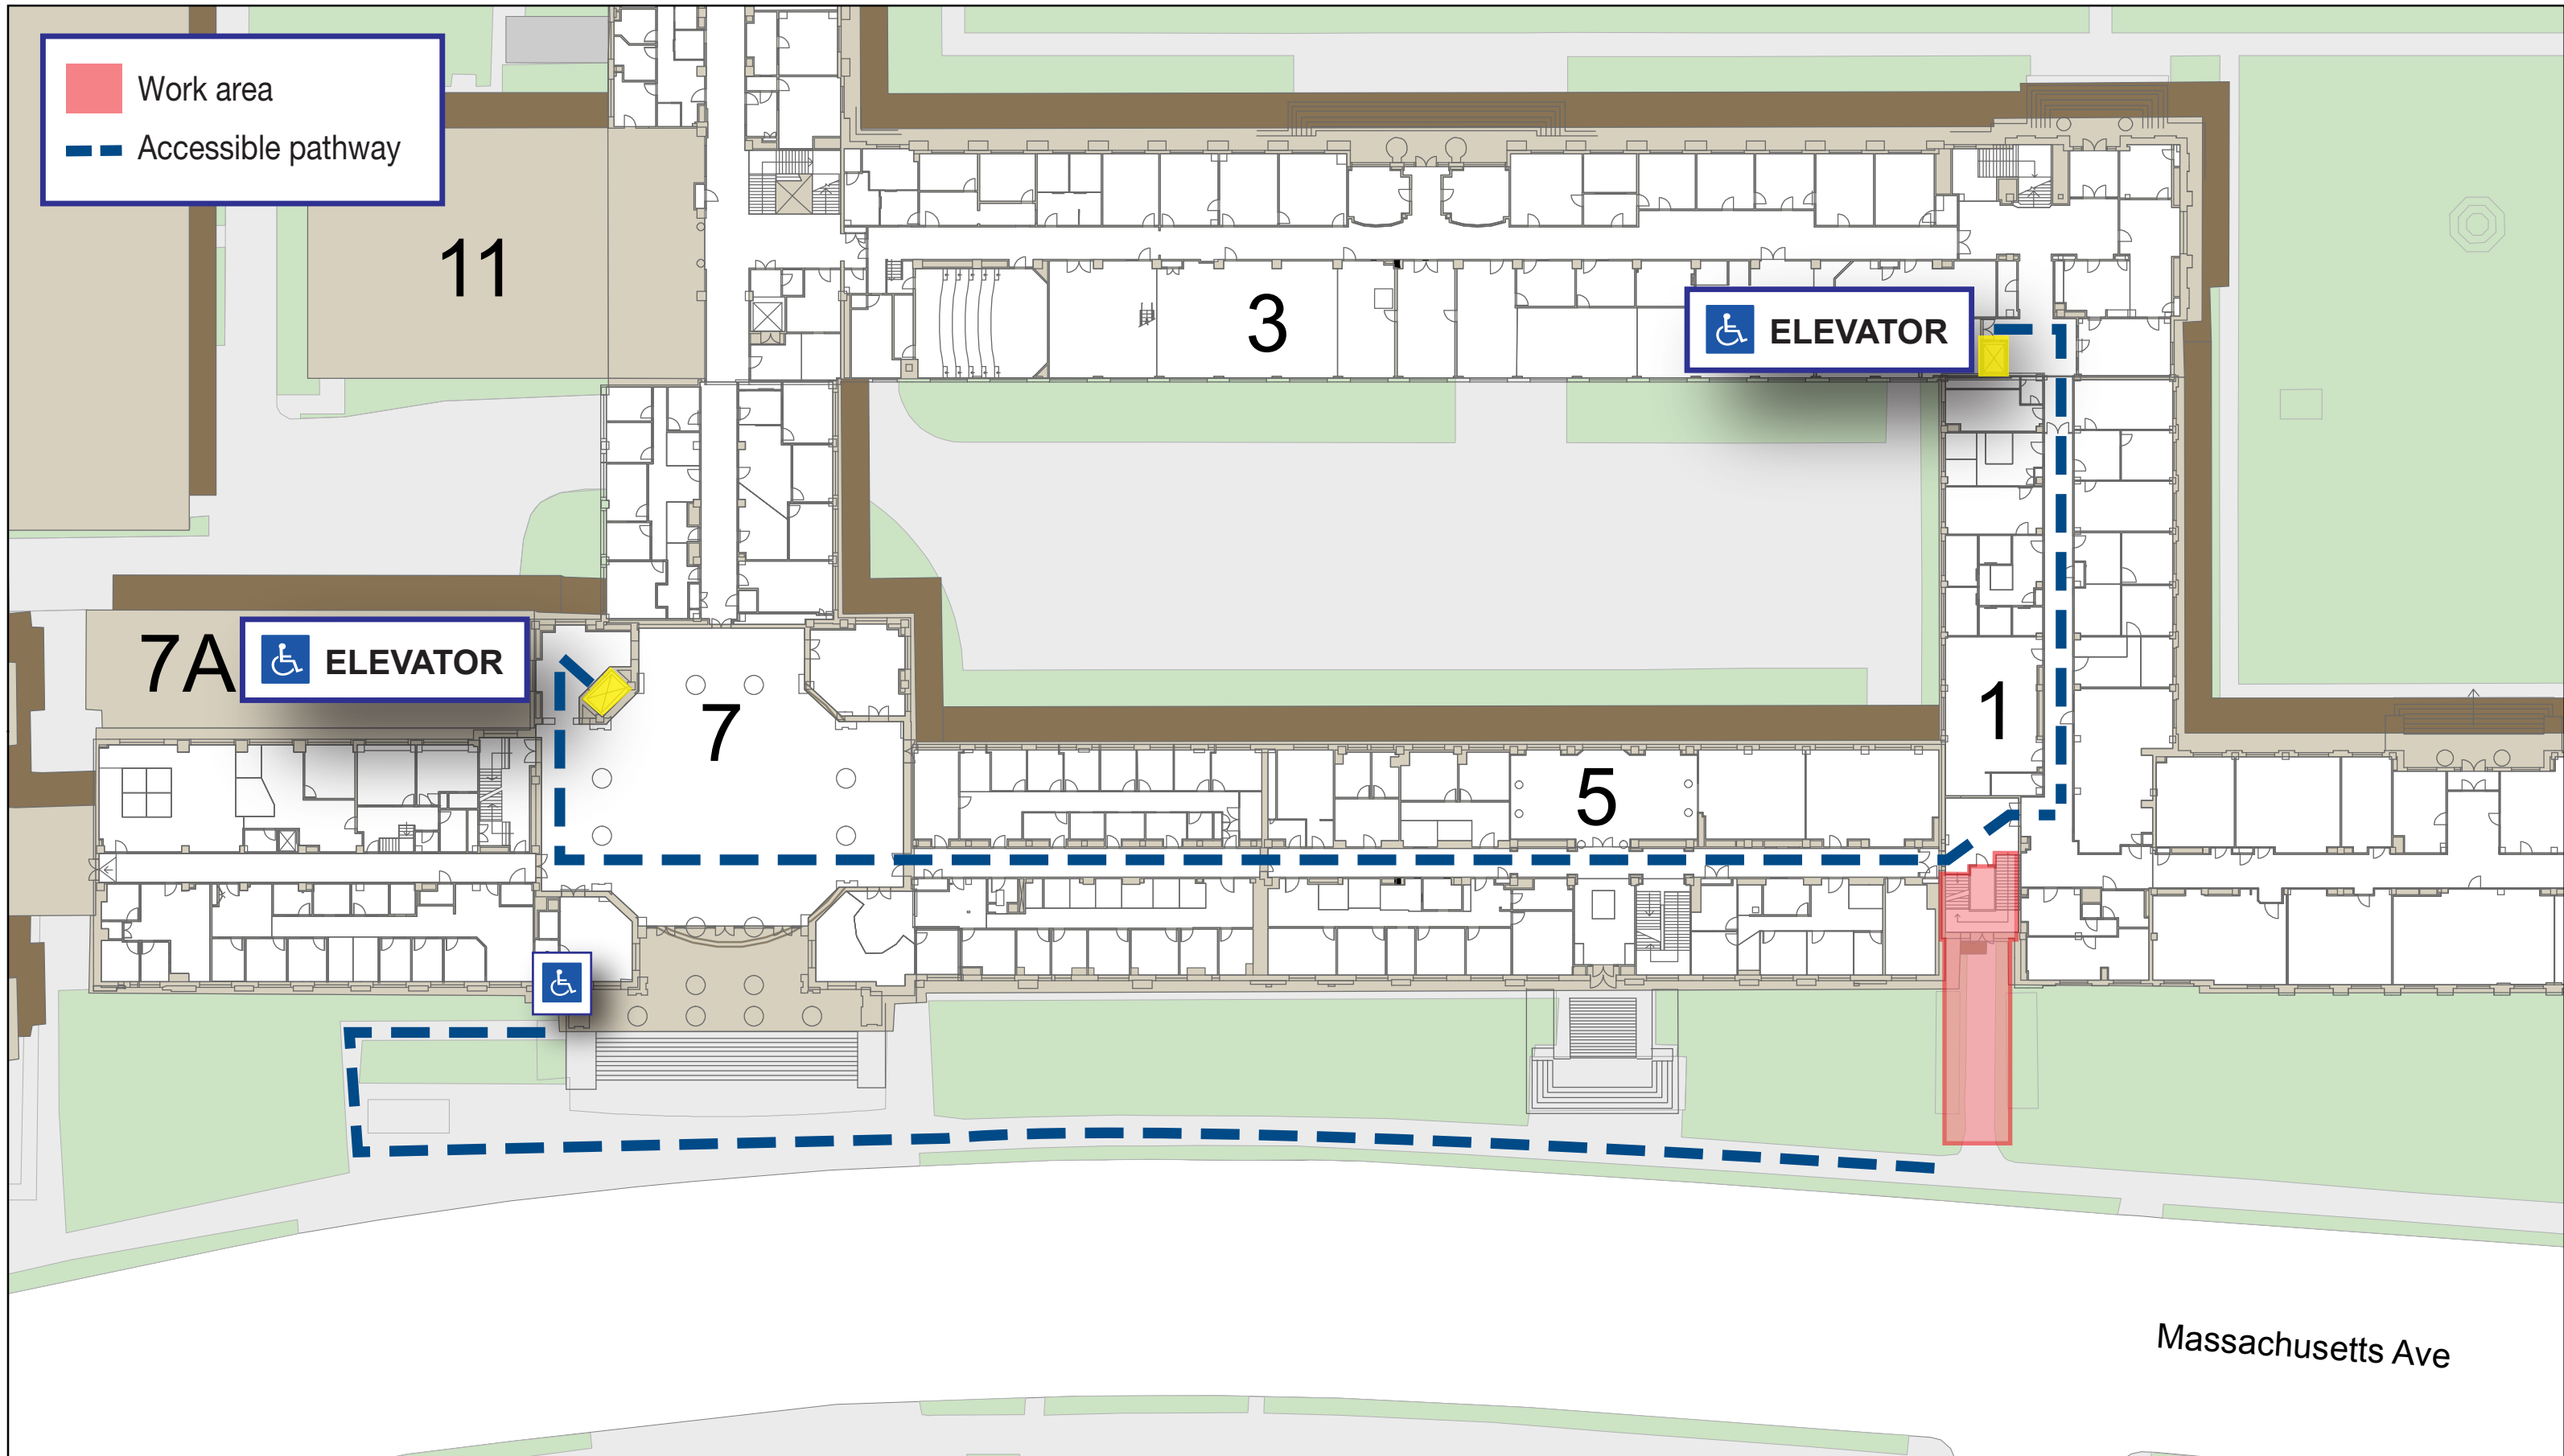 Work area
Accessible pathway
11
3
ELEVATOR
7A
ELEVATOR
7
1
5
Massachusetts Ave